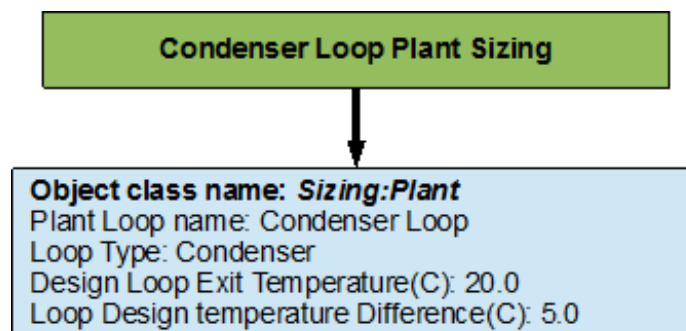 Condenser Loop Plant Sizing
Object class name: Sizing:Plant
Plant Loop name: Condenser Loop
Loop Type: Condenser
Design Loop Exit Temperature(C): 20.0
Loop Design temperature Difference(C): 5.0